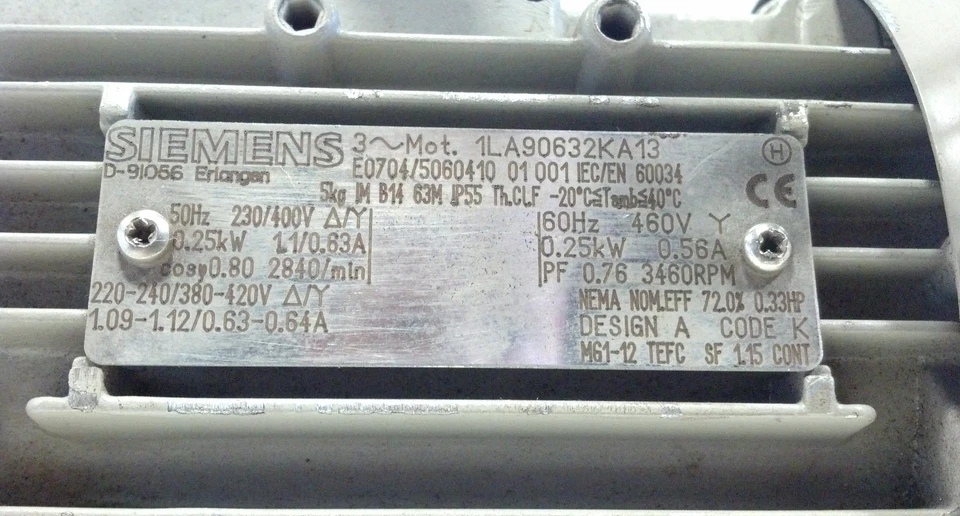 SIEMENS 3~Mot. 1LA90632KA13 H
D-91056 Erlangen E0704/5060410 01 001 IEC/EN 60034
5kg IM B14 63M IP55 Th.Cl.F -20°C≤Tamb≤40°C CE
50Hz 230/400V Δ/Y
0.25kW 1.1/0.63A
cosφ0.80 2840/min
220-240/380-420V Δ/Y
1.09-1.12/0.63-0.64A
60Hz 460V Y
0.25kW 0.56A
PF 0.76 3460RPM
NEMA NOM.EFF 72.0% 0.33HP
DESIGN A CODE K
MG1-12 TEFC SF 1.15 CONT